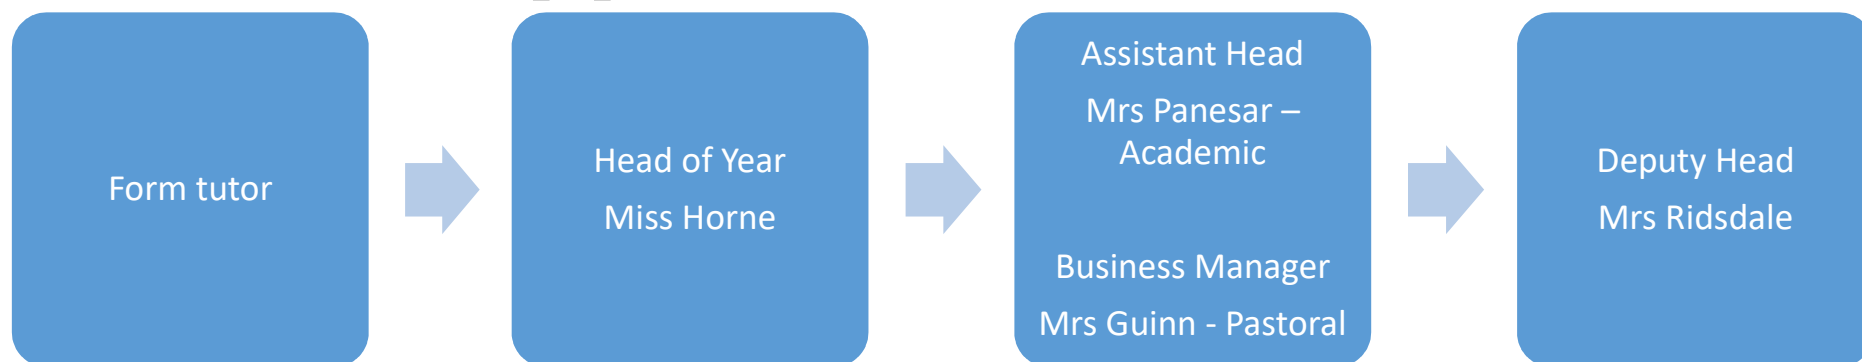 Form tutor
Head of Year
Miss Horne
Assistant Head
Mrs Panesar –
Academic
Business Manager
Mrs Guinn - Pastoral
Deputy Head
Mrs Ridsdale